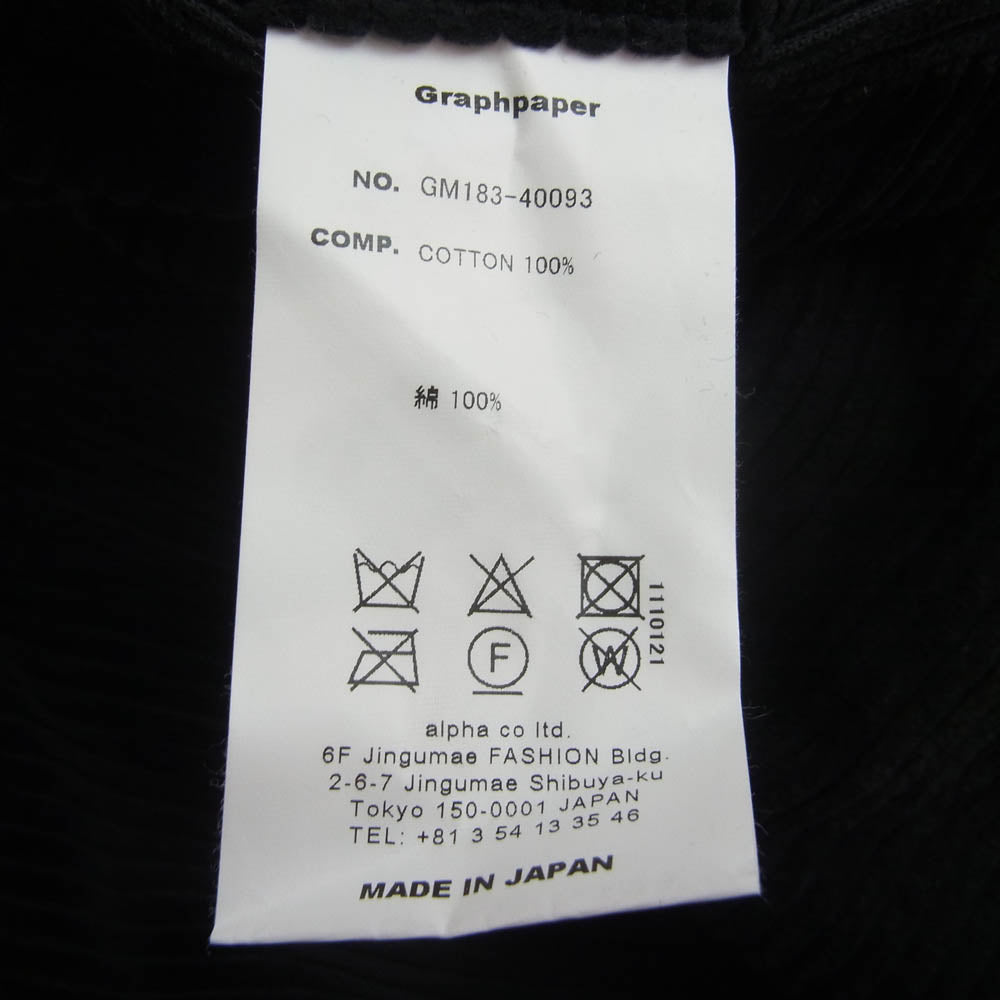 Graphpaper
NO. GM183-40093
COMP. COTTON 100%
綿 100%
1110121
F
W
alpha co ltd.
6F Jingumae FASHION Bldg.
2-6-7 Jingumae Shibuya-ku
Tokyo 150-0001 JAPAN
TEL: +81 3 54 13 35 46
MADE IN JAPAN